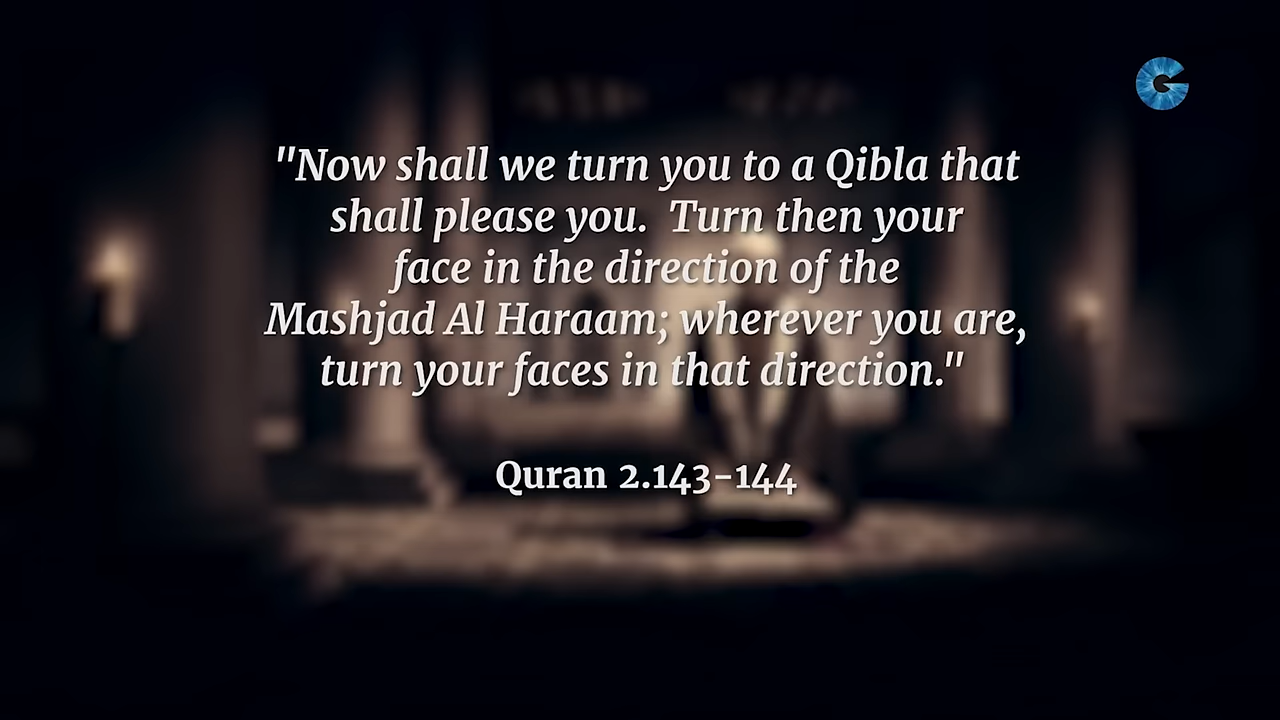 "Now shall we turn you to a Qibla that
shall please you.  Turn then your
face in the direction of the
Mashjad Al Haraam; wherever you are,
turn your faces in that direction."
Quran 2.143-144